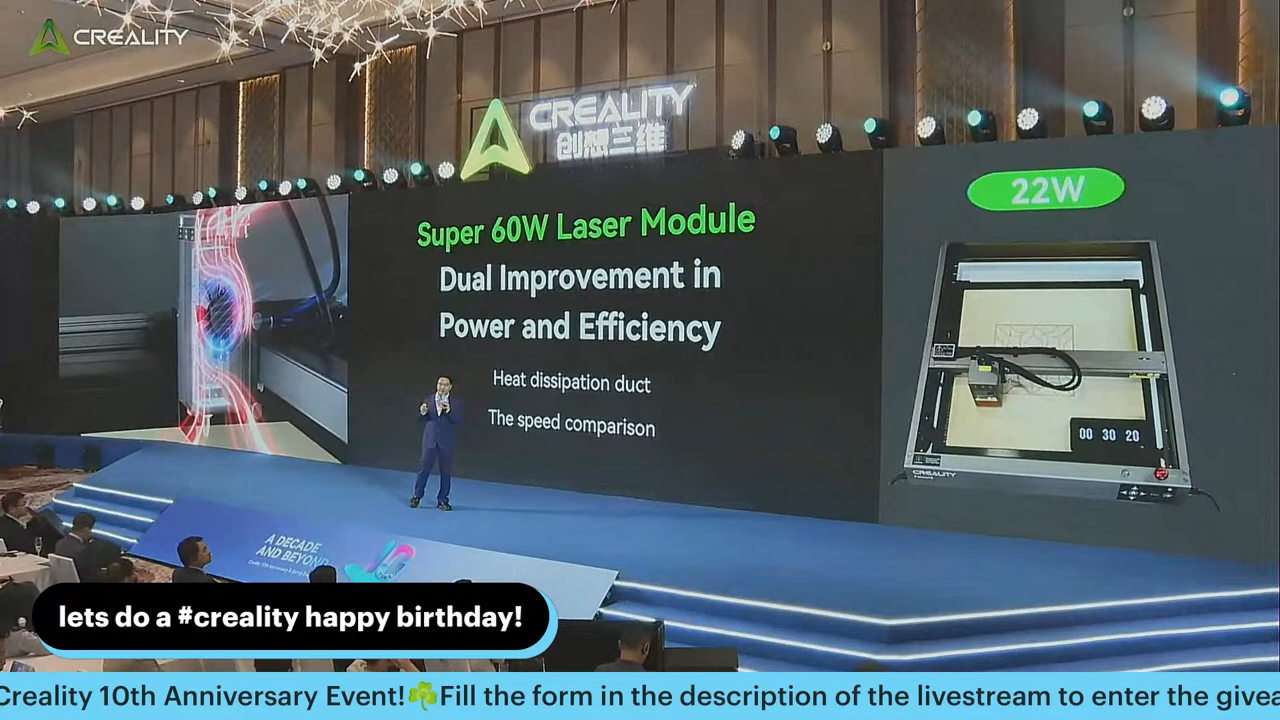 CREALITY
CREALITY
创想三维
22W
Super 60W Laser Module
Dual Improvement in
Power and Efficiency
Heat dissipation duct
The speed comparison
00 30 20
CREALITY
A DECADE
AND BEYOND
lets do a #creality happy birthday!
Creality 10th Anniversary Event!☘️Fill the form in the description of the livestream to enter the givea